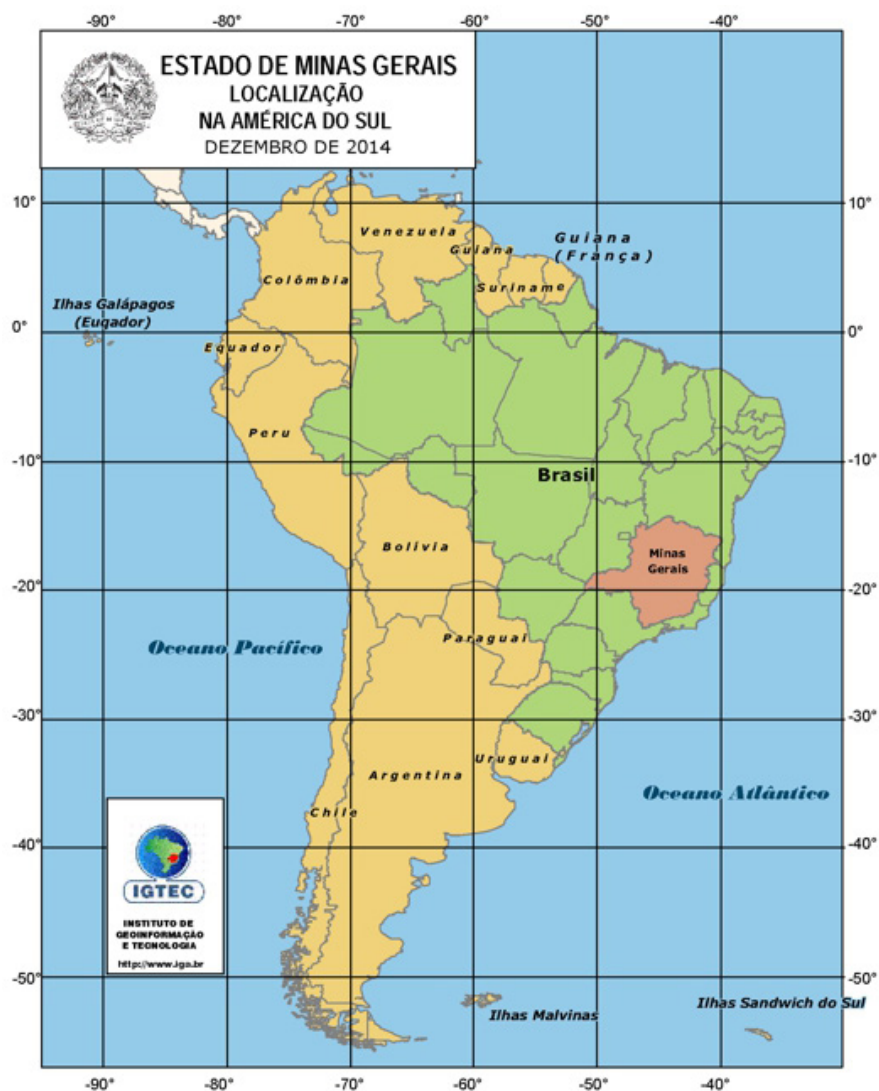 -90° -80° -70° -60° -50° -40°
ESTADO DE MINAS GERAIS
LOCALIZAÇÃO
NA AMÉRICA DO SUL
DEZEMBRO DE 2014
10° 10°
Venezuela
Guiana
Guiana
(França)
Colômbia
Suriname
Ilhas Galápagos
(Euqador)
0° 0°
Equador
Peru
-10° -10°
Brasil
Bolívia
Minas
Gerais
-20° -20°
Paraguai
Oceano Pacífico
-30° -30°
Uruguai
Argentina
Oceano Atlântico
Chile
-40° -40°
IGTEC
INSTITUTO DE
GEOINFORMAÇÃO
E TECNOLOGIA
http://www.iga.br
-50° -50°
Ilhas Sandwich do Sul
Ilhas Malvinas
-90° -80° -70° -60° -50° -40°